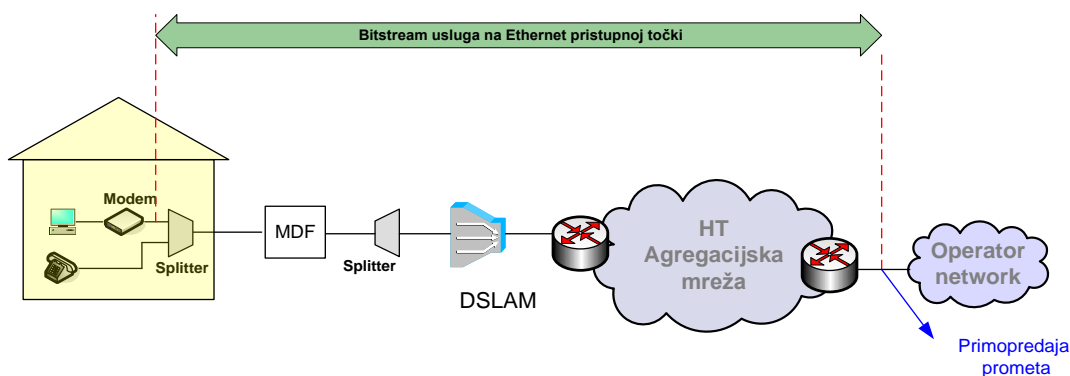 Bitstream usluga na Ethernet pristupnoj točki
Modem
Splitter
MDF
Splitter
DSLAM
HT
Agregacijska
mreža
Operator
network
Primopredaja
prometa